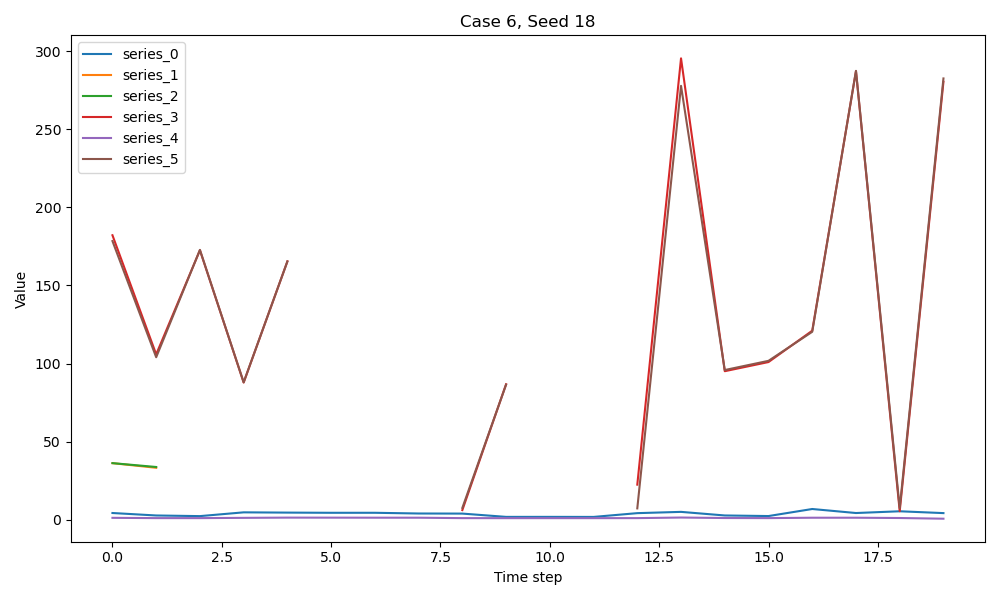 Case 6, Seed 18
300
250
200
150
100
50
0
Value
series_0
series_1
series_2
series_3
series_4
series_5
0.0 2.5 5.0 7.5 10.0 12.5 15.0 17.5
Time step